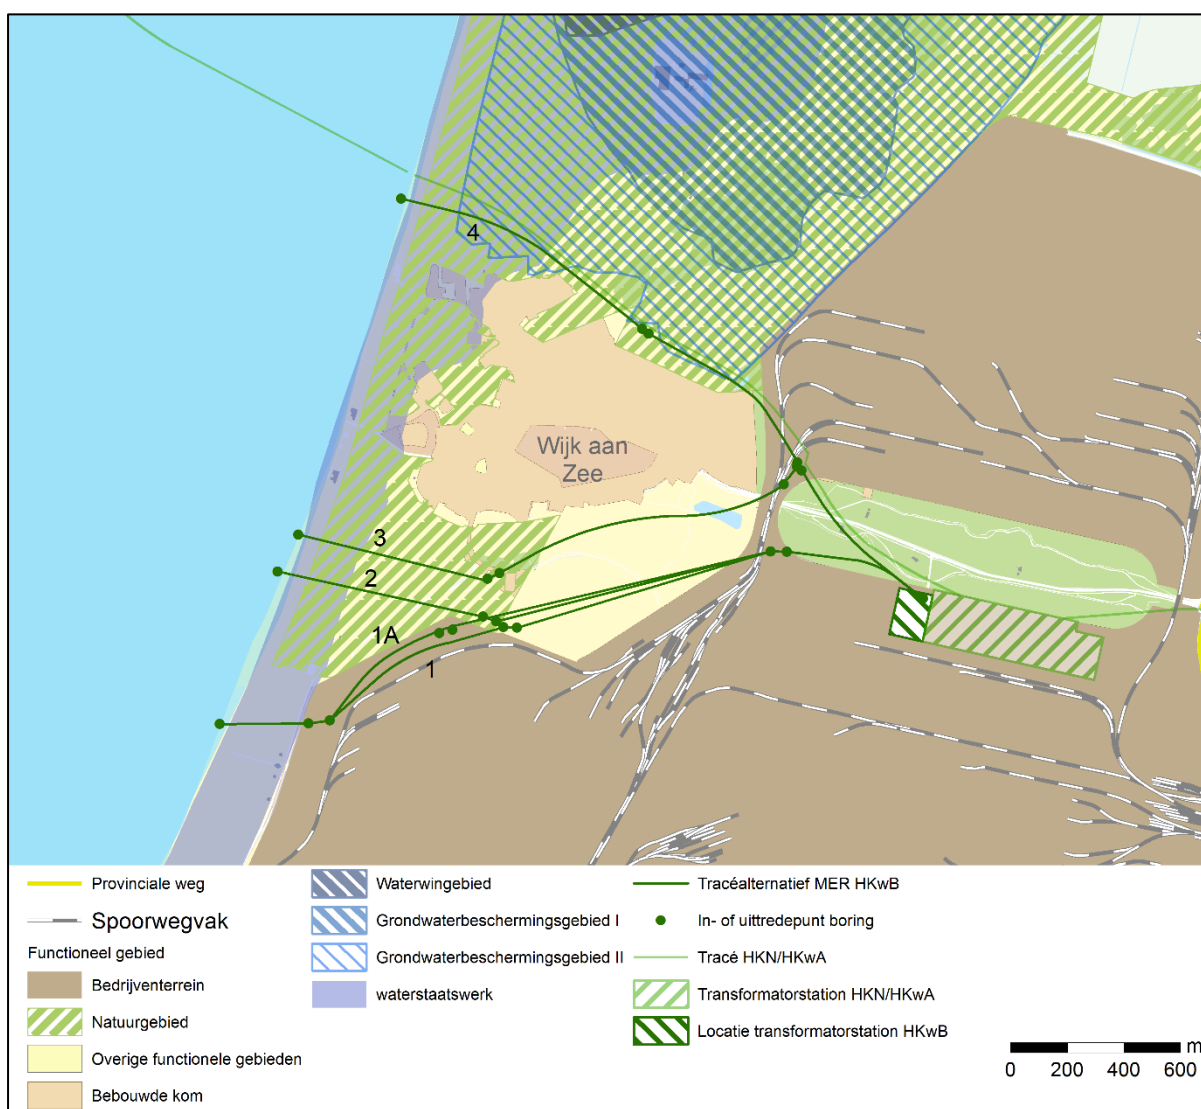 4
Wijk aan
Zee
3
2
1A
1
Provinciale weg
Spoorwegvak
Functioneel gebied
Bedrijventerrein
Natuurgebied
Overige functionele gebieden
Bebouwde kom
Waterwingebied
Grondwaterbeschermingsgebied I
Grondwaterbeschermingsgebied II
waterstaatswerk
Tracéalternatief MER HKwB
In- of uittredepunt boring
Tracé HKN/HKwA
Transformatorstation HKN/HKwA
Locatie transformatorstation HKwB
m
0 200 400 600